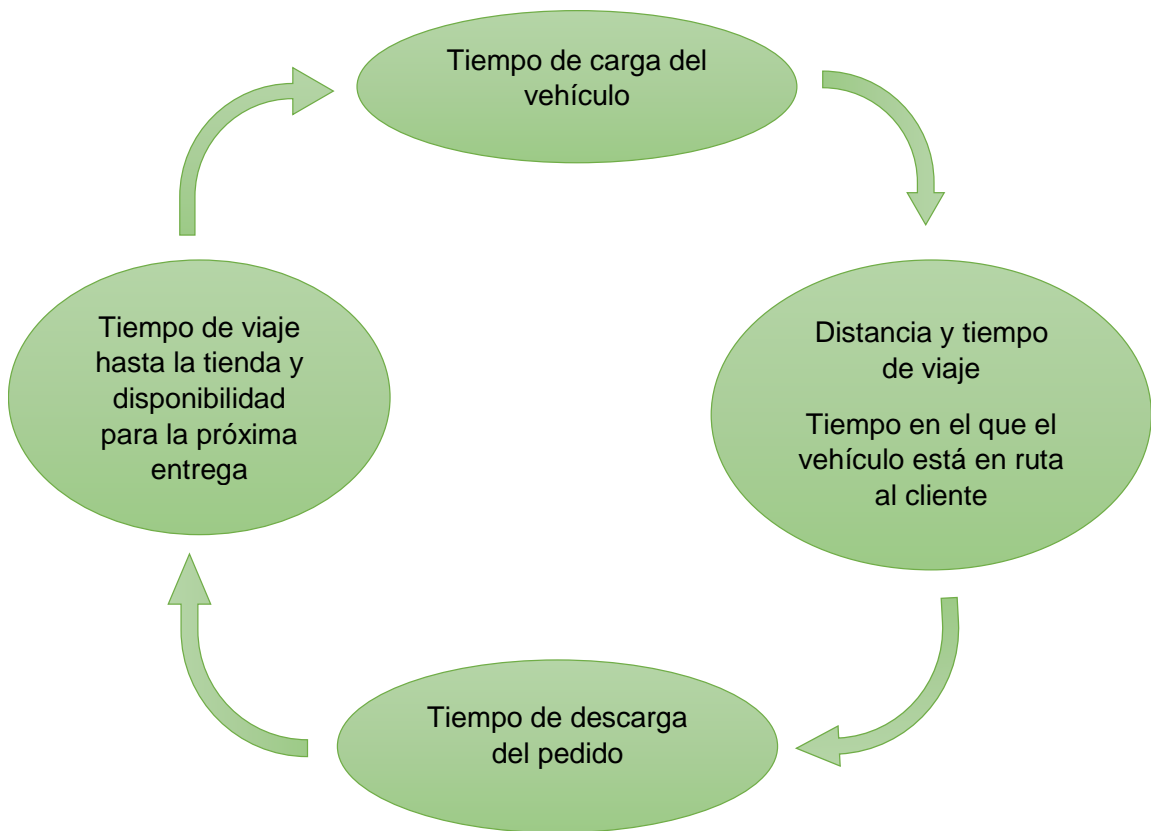 Tiempo de carga del
vehículo
Distancia y tiempo
de viaje
Tiempo en el que el
vehículo está en ruta
al cliente
Tiempo de descarga
del pedido
Tiempo de viaje
hasta la tienda y
disponibilidad
para la próxima
entrega